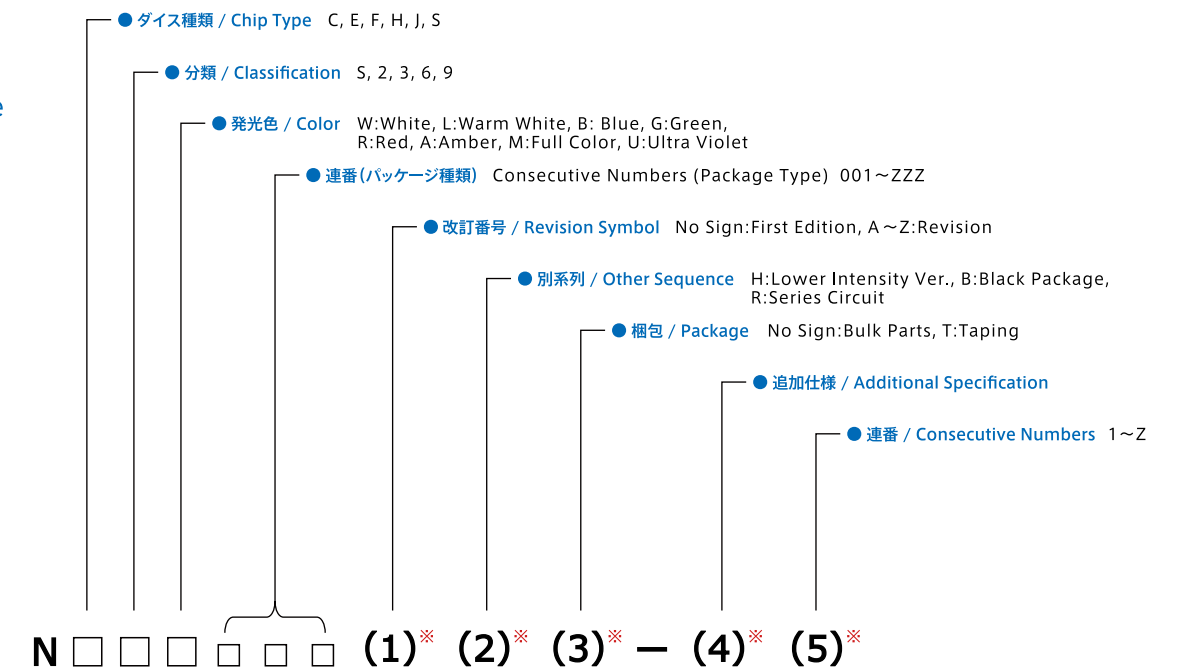 ● ダイス種類 / Chip Type C, E, F, H, J, S
● 分類 / Classification S, 2, 3, 6, 9
e
● 発光色 / Color W:White, L:Warm White, B: Blue, G:Green,
R:Red, A:Amber, M:Full Color, U:Ultra Violet
● 連番(パッケージ種類) Consecutive Numbers (Package Type) 001~ZZZ
● 改訂番号 / Revision Symbol No Sign:First Edition, A~Z:Revision
● 別系列 / Other Sequence H:Lower Intensity Ver., B:Black Package,
R:Series Circuit
● 梱包 / Package No Sign:Bulk Parts, T:Taping
● 追加仕様 / Additional Specification
● 連番 / Consecutive Numbers 1~Z
N□ □ □ □ □ □ (1)※ (2)※ (3)※ – (4)※ (5)※